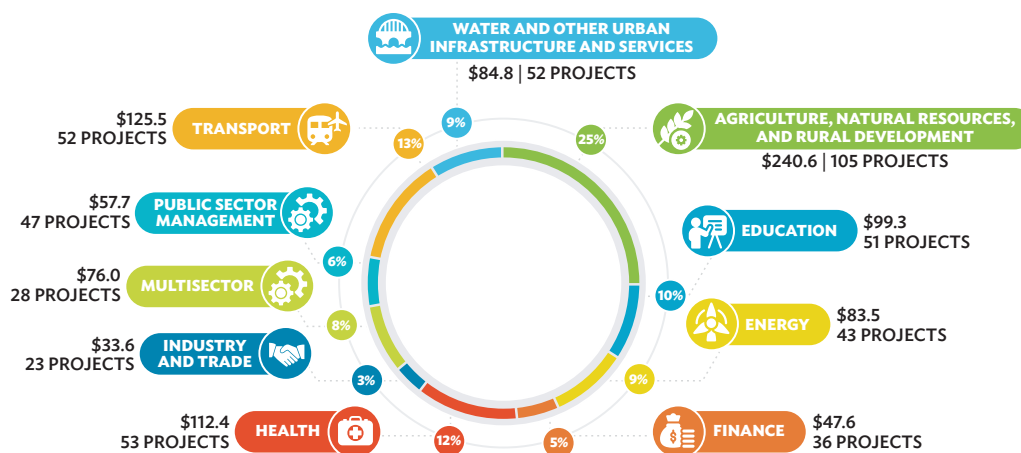 WATER AND OTHER URBAN
INFRASTRUCTURE AND SERVICES
$84.8 | 52 PROJECTS
9%
$125.5
52 PROJECTS
TRANSPORT
13%
25%
AGRICULTURE, NATURAL RESOURCES,
AND RURAL DEVELOPMENT
$240.6 | 105 PROJECTS
$57.7
47 PROJECTS
PUBLIC SECTOR
MANAGEMENT
6%
EDUCATION
$99.3
51 PROJECTS
10%
$76.0
28 PROJECTS
MULTISECTOR
8%
ENERGY
$83.5
43 PROJECTS
9%
$33.6
23 PROJECTS
INDUSTRY
AND TRADE
3%
$112.4
53 PROJECTS
HEALTH
12%
5%
$
FINANCE
$47.6
36 PROJECTS